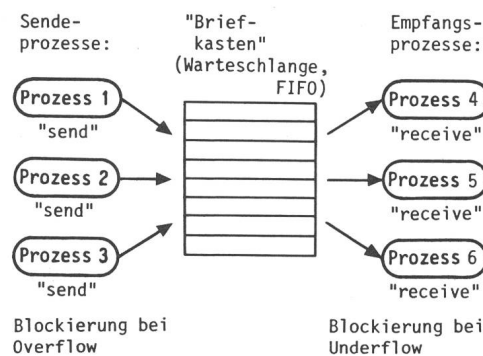 Sende-
prozesse:
"Brief-
kasten"
(Warteschlange,
FIFO)
Empfangs-
prozesse:
Prozess 1
"send"
Prozess 2
"send"
Prozess 3
"send"
Prozess 4
"receive"
Prozess 5
"receive"
Prozess 6
"receive"
Blockierung bei
Overflow
Blockierung bei
Underflow